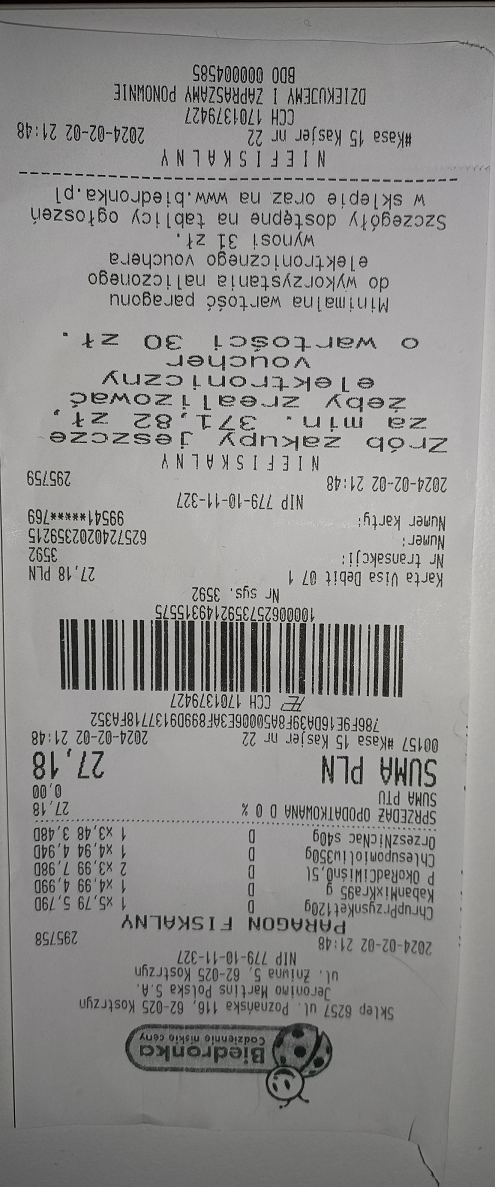 Biedronka
Codziennie niskie ceny
Sklep 6257 ul. Poznańska 116, 62-025 Kostrzyn
Jeronimo Martins Polska S.A.
ul. Żniwna 5, 62-025 Kostrzyn
NIP 779-10-11-327
2024-02-02 21:48 295758
PARAGON FISKALNY
ChrupPrzysnKet120g D 1 x5,79 5,79D
KabanMixKra95 g D 1 x4,99 4,99D
P OkoRadCiWiśn0,5l D 2 x3,99 7,98D
Chlesupomiotiw350g D 1 x4,94 4,94D
OrzeszNicNac s40g D 1 x3,48 3,48D
SPRZEDAŻ OPODATKOWANA D 0 % 27,18
SUMA PTU 0,00
SUMA PLN 27,18
00157 #Kasa 15 Kasjer nr 22 2024-02-02 21:48
786F9E16DA39F8A50006E3AF899D9137718FA352
CCH 1701379427
1000062573592149315575
Nr sys. 3592
Karta Visa Debit 07 1 27,18 PLN
Nr transakcji: 3592
Numer: 6257240202359215
Numer karty: 99541*****769
NIP 779-10-11-327
2024-02-02 21:48 295759
NIEFISKALNY
Zrób zakupy jeszcze
za min. 371,82 zł,
żeby zrealizować
elektroniczny
voucher
o wartości 30 zł.
Minimalna wartość paragonu
do wykorzystania naliczonego
elektronicznego vouchera
wynosi 31 zł.
Szczegóły dostępne na tablicy ogłoszeń
w sklepie oraz na www.biedronka.pl
NIEFISKALNY
#Kasa 15 Kasjer nr 22 2024-02-02 21:48
CCH 1701379427
DZIĘKUJEMY I ZAPRASZAMY PONOWNIE
BDO 000004585